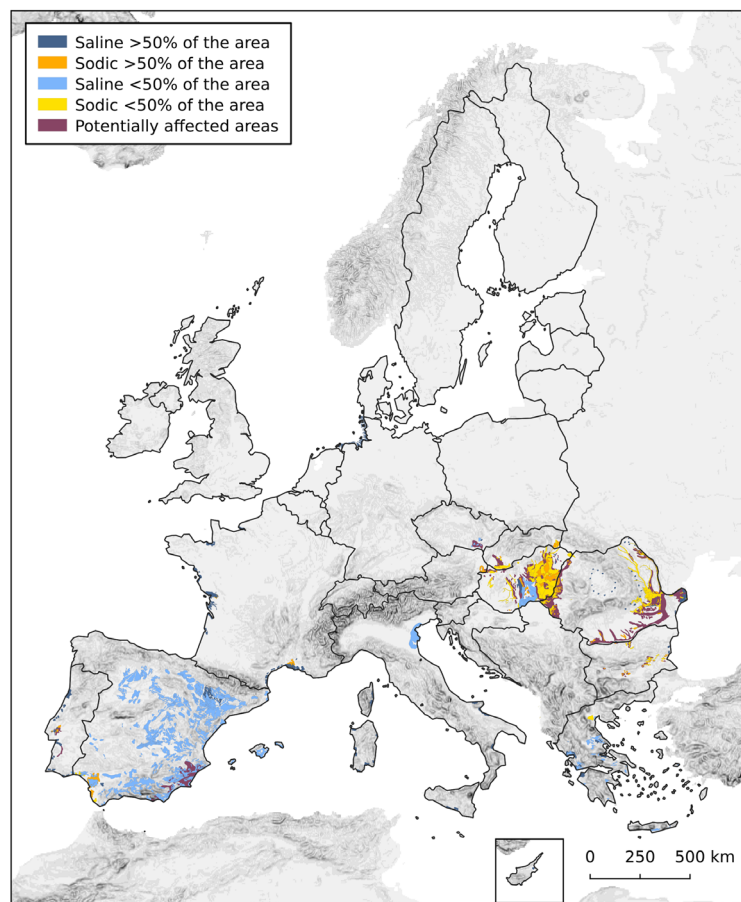 Saline >50% of the area
Sodic >50% of the area
Saline <50% of the area
Sodic <50% of the area
Potentially affected areas
0 250 500 km